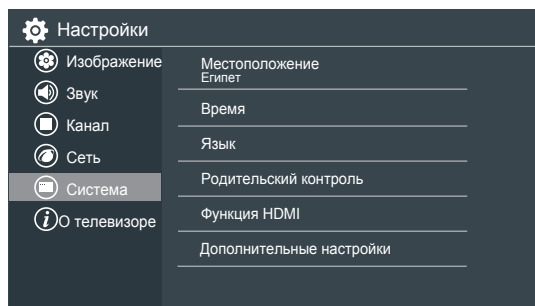 Настройки
Изображение
Звук
Канал
Сеть
Система
О телевизоре
Местоположение
Египет
Время
Язык
Родительский контроль
Функция HDMI
Дополнительные настройки